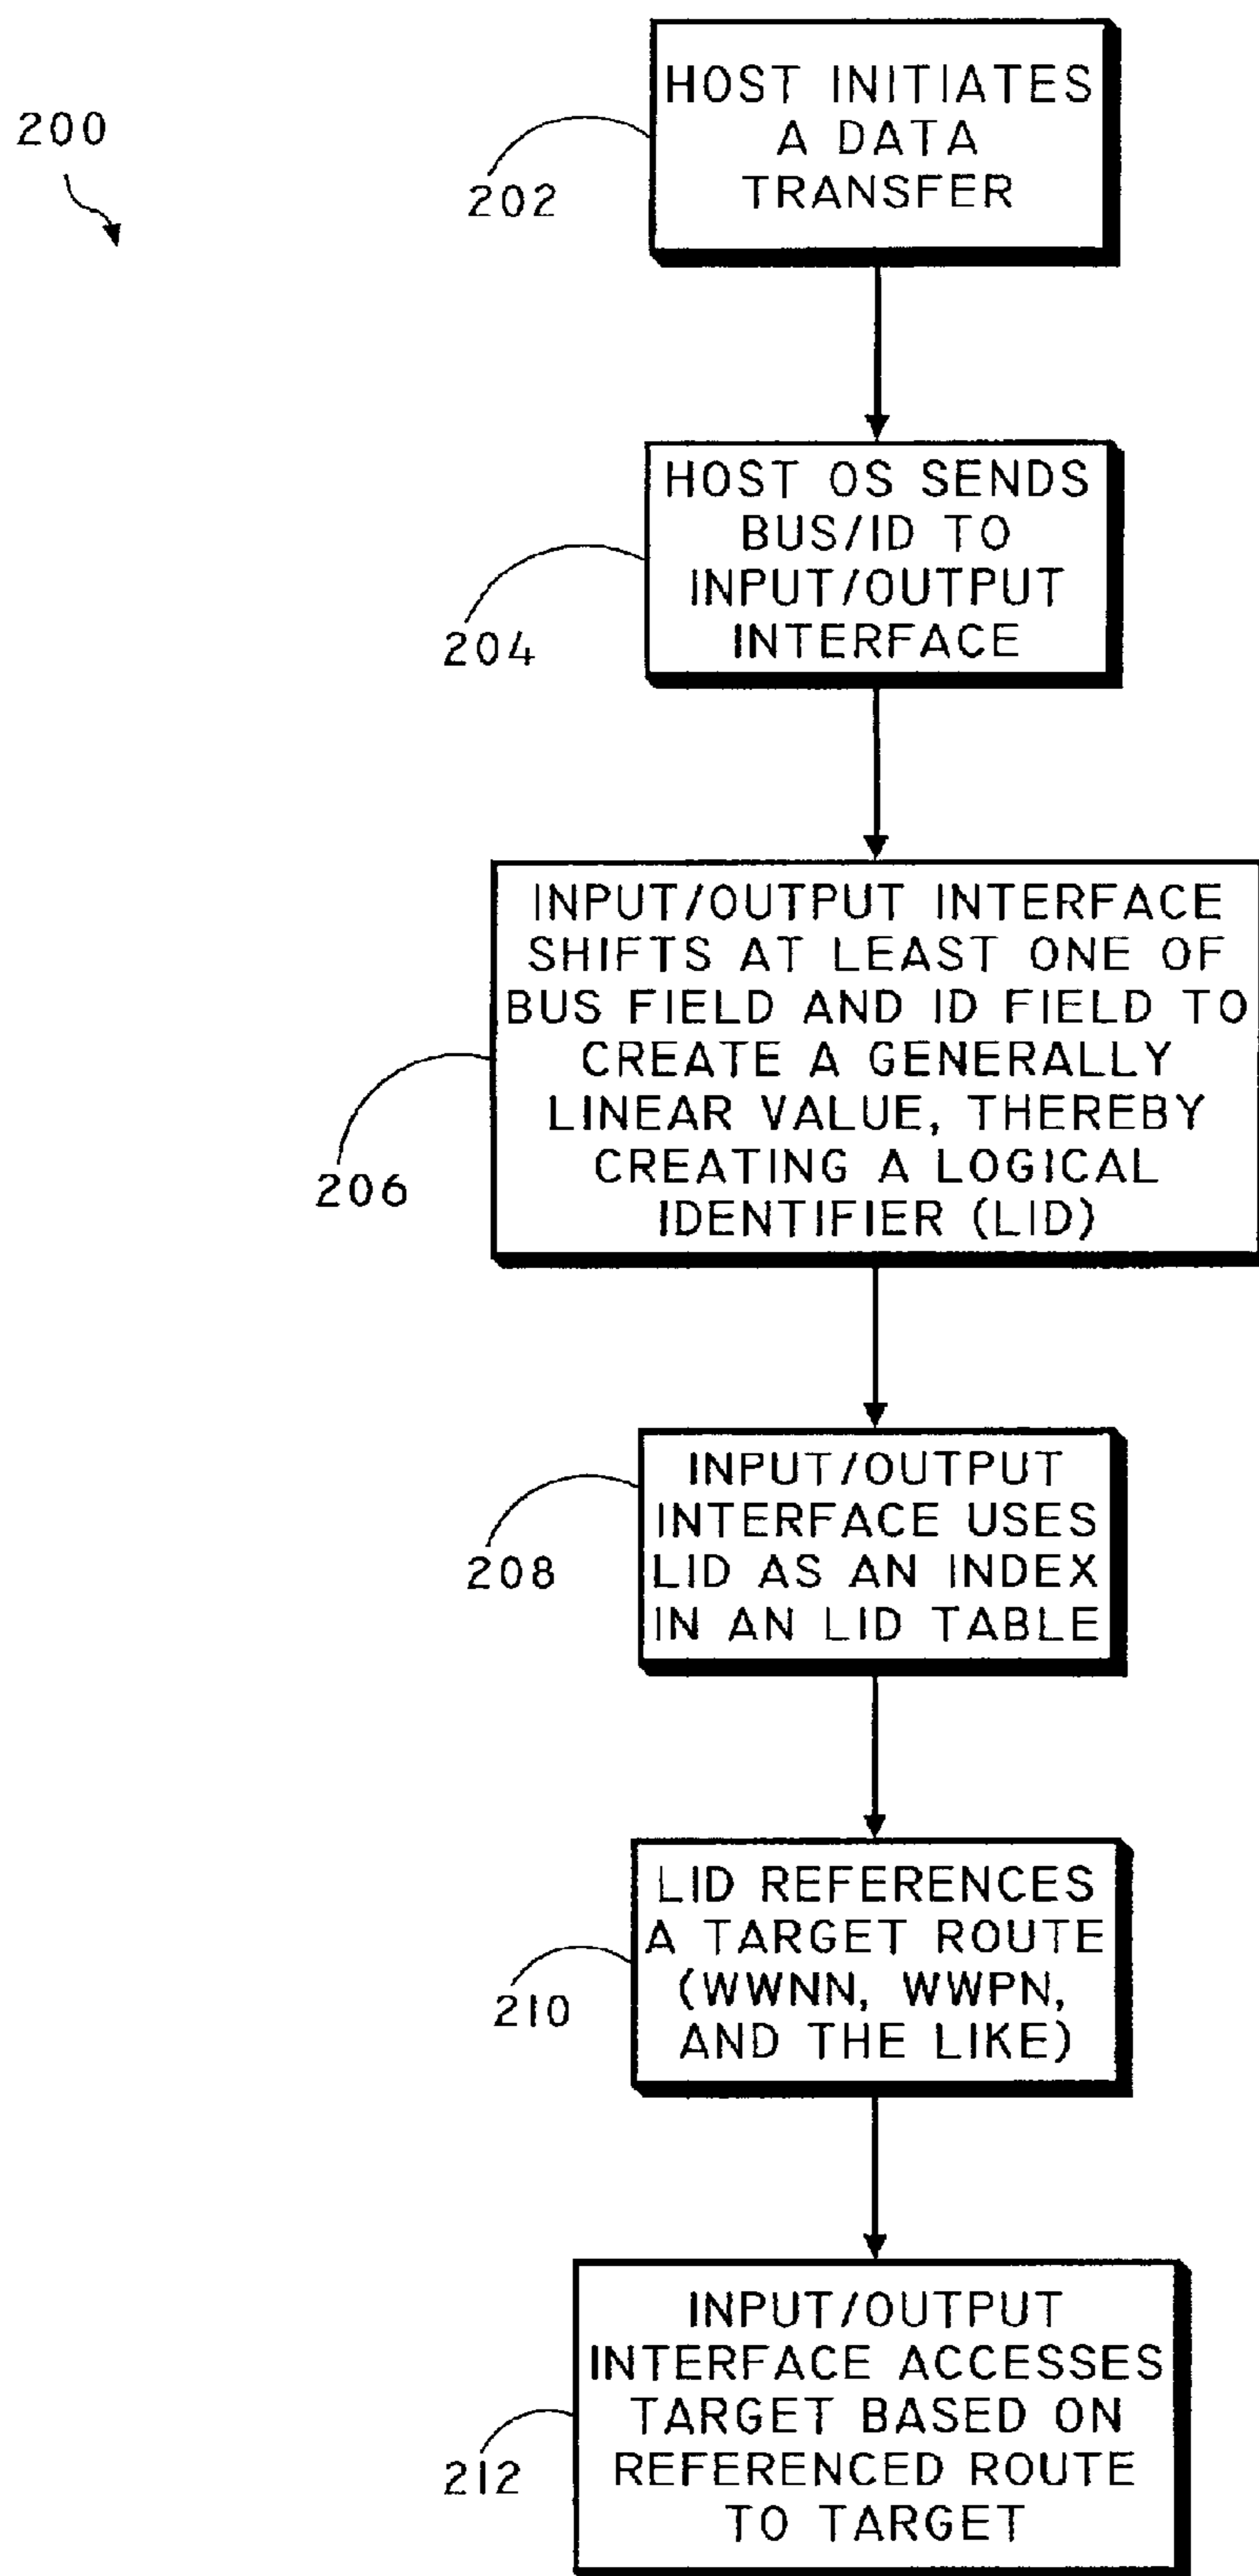 200
HOST INITIATES
A DATA
TRANSFER
202
HOST OS SENDS
BUS/ID TO
INPUT/OUTPUT
INTERFACE
204
INPUT/OUTPUT INTERFACE
SHIFTS AT LEAST ONE OF
BUS FIELD AND ID FIELD TO
CREATE A GENERALLY
LINEAR VALUE, THEREBY
CREATING A LOGICAL
IDENTIFIER (LID)
206
INPUT/OUTPUT
INTERFACE USES
LID AS AN INDEX
IN AN LID TABLE
208
LID REFERENCES
A TARGET ROUTE
(WWNN, WWPN,
AND THE LIKE)
210
INPUT/OUTPUT
INTERFACE ACCESSES
TARGET BASED ON
REFERENCED ROUTE
TO TARGET
212